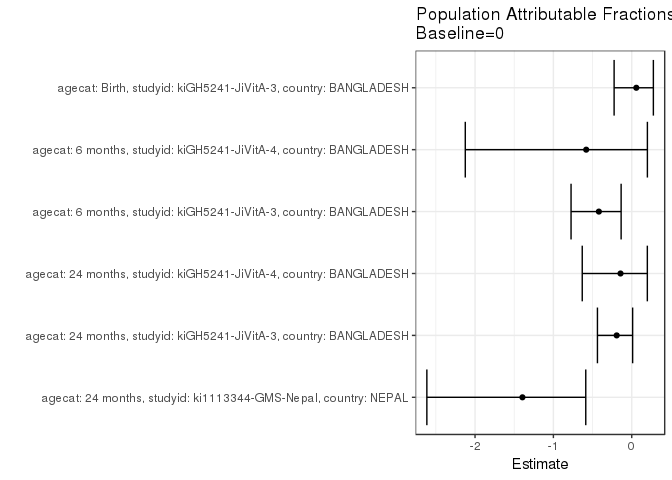 Population Attributable Fractions
Baseline=0
agecat: Birth, studyid: kiGH5241-JiVitA-3, country: BANGLADESH
agecat: 6 months, studyid: kiGH5241-JiVitA-4, country: BANGLADESH
agecat: 6 months, studyid: kiGH5241-JiVitA-3, country: BANGLADESH
agecat: 24 months, studyid: kiGH5241-JiVitA-4, country: BANGLADESH
agecat: 24 months, studyid: kiGH5241-JiVitA-3, country: BANGLADESH
agecat: 24 months, studyid: ki1113344-GMS-Nepal, country: NEPAL
-2 -1 0
Estimate